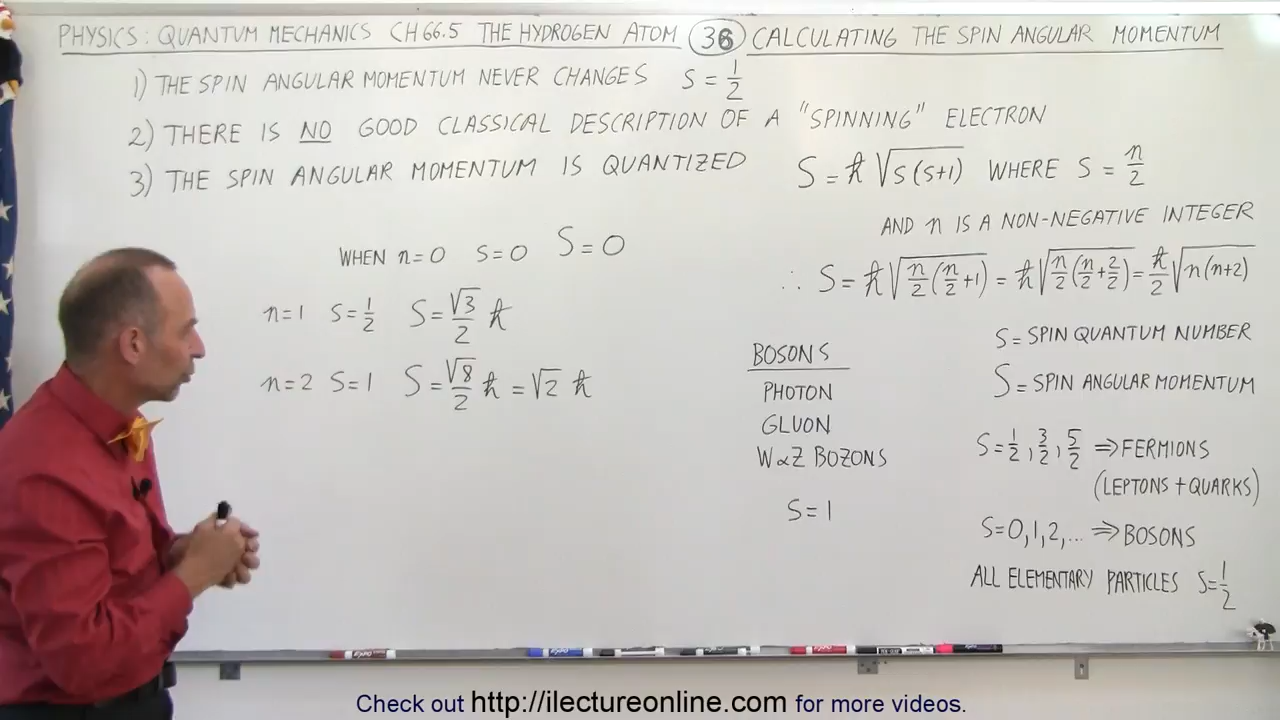 PHYSICS: QUANTUM MECHANICS CH 66.5 THE HYDROGEN ATOM 36 CALCULATING THE SPIN ANGULAR MOMENTUM
1) THE SPIN ANGULAR MOMENTUM NEVER CHANGES s = 1/2
2) THERE IS NO GOOD CLASSICAL DESCRIPTION OF A "SPINNING" ELECTRON
3) THE SPIN ANGULAR MOMENTUM IS QUANTIZED S = ℏ √s(s+1) WHERE s = n/2
AND n IS A NON-NEGATIVE INTEGER
∴ S = ℏ √(n/2 (n/2 + 1)) = ℏ √(n/2 (n/2 + 2/2)) = ℏ/2 √n(n+2)
WHEN n=0 s=0 S=0
n=1 s=1/2 S=√3/2 ℏ
n=2 s=1 S=√8/2 ℏ = √2 ℏ
BOSONS
PHOTON
GLUON
W & Z BOZONS
s=1
s = SPIN QUANTUM NUMBER
S = SPIN ANGULAR MOMENTUM
s = 1/2, 3/2, 5/2 ⇒ FERMIONS
(LEPTONS + QUARKS)
s=0,1,2,... ⇒ BOSONS
ALL ELEMENTARY PARTICLES s=1/2
Check out http://ilectureonline.com for more videos.